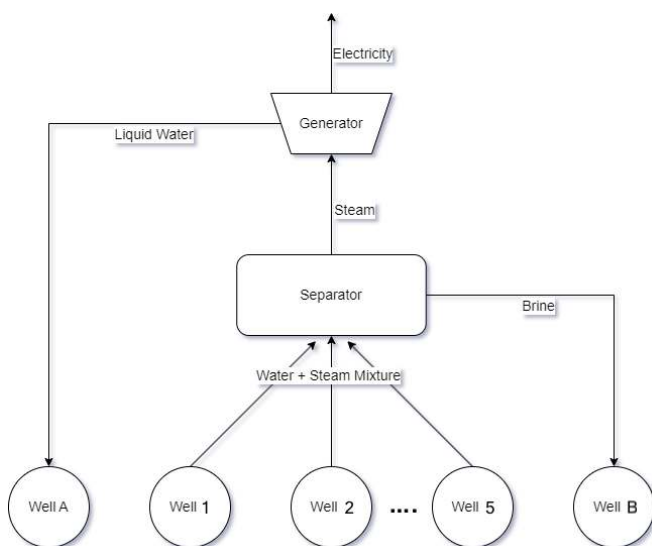 Electricity
Generator
Liquid Water
Steam
Separator
Brine
Water + Steam Mixture
Well A
Well 1
Well 2
....
Well 5
Well B